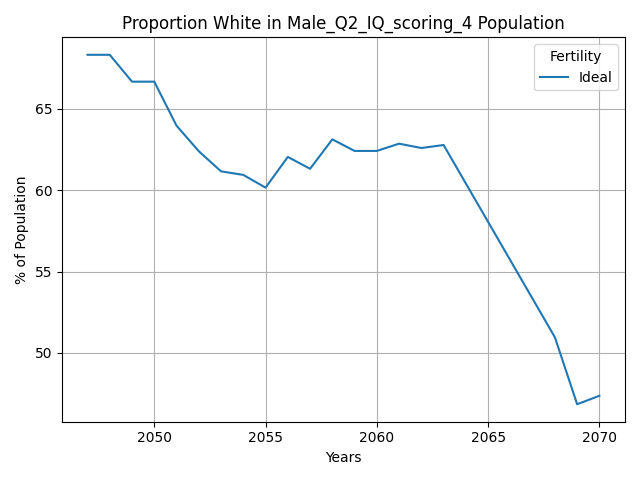 Proportion White in Male_Q2_IQ_scoring_4 Population
Fertility
Ideal
65
60
55
50
% of Population
2050 2055 2060 2065 2070
Years